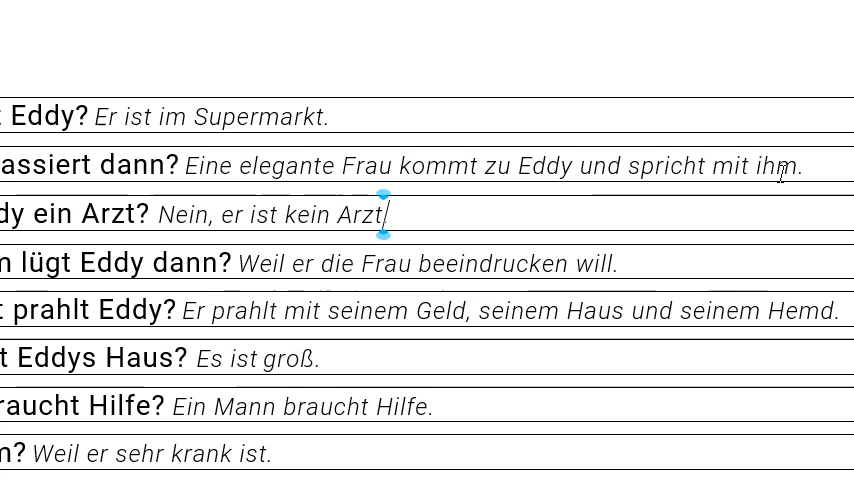 Eddy? Er ist im Supermarkt.
assiert dann? Eine elegante Frau kommt zu Eddy und spricht mit ihm.
dy ein Arzt? Nein, er ist kein Arzt
lügt Eddy dann? Weil er die Frau beeindrucken will.
t prahlt Eddy? Er prahlt mit seinem Geld, seinem Haus und seinem Hemd.
t Eddys Haus? Es ist groß.
raucht Hilfe? Ein Mann braucht Hilfe.
m? Weil er sehr krank ist.